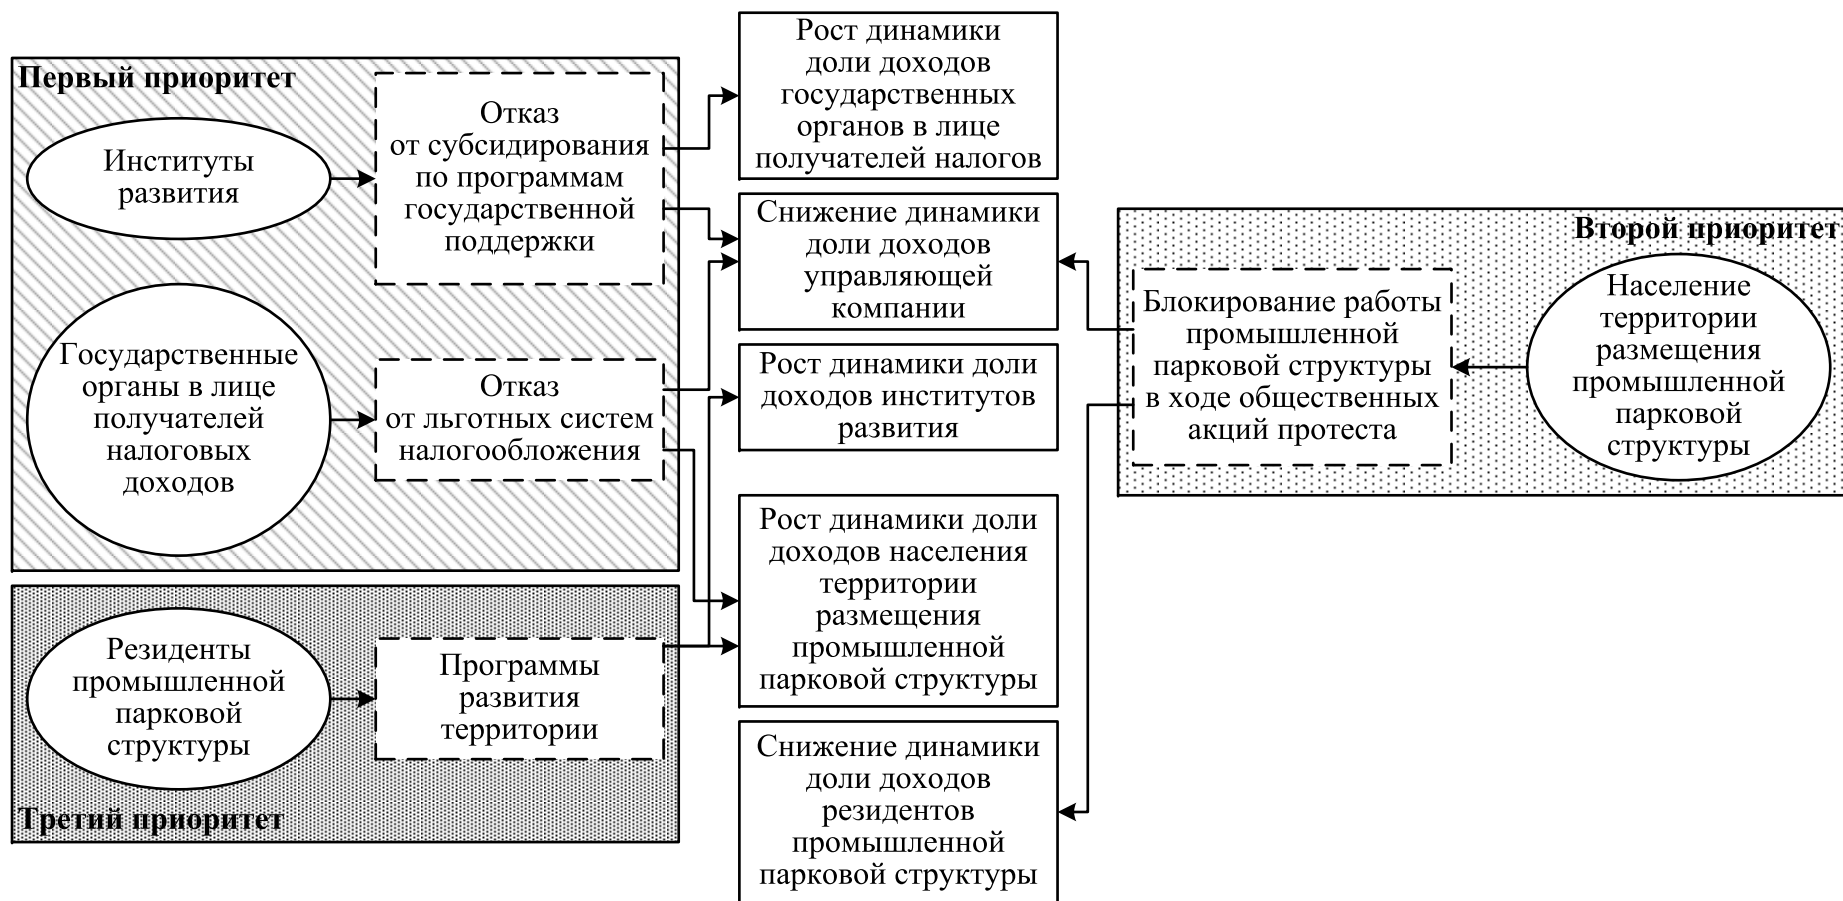 Первый приоритет
Институты
развития
Отказ
от субсидирования
по программам
государственной
поддержки
Государственные
органы в лице
получателей
налоговых
доходов
Отказ
от льготных систем
налогообложения
Резиденты
промышленной
парковой
структуры
Программы
развития
территории
Третий приоритет
Рост динамики
доли доходов
государственных
органов в лице
получателей налогов
Снижение динамики
доли доходов
управляющей
компании
Рост динамики доли
доходов институтов
развития
Рост динамики доли
доходов населения
территории
размещения
промышленной
парковой структуры
Снижение динамики
доли доходов
резидентов
промышленной
парковой структуры
Второй приоритет
Блокирование работы
промышленной
парковой структуры
в ходе общественных
акций протеста
Население
территории
размещения
промышленной
парковой
структуры